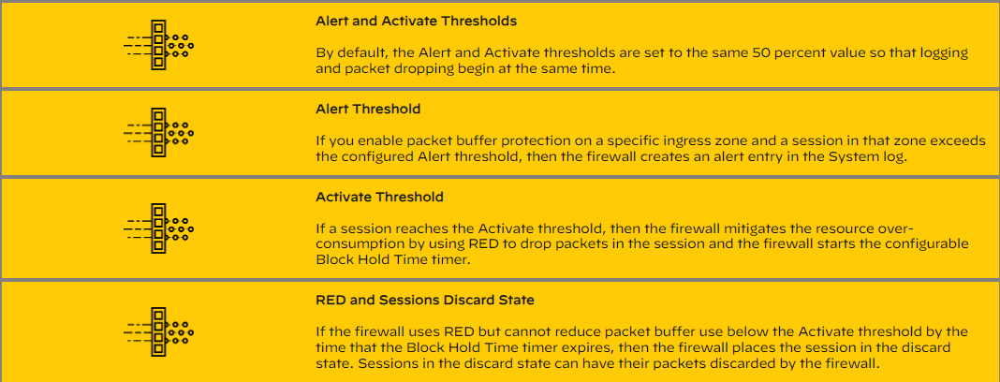 Alert and Activate Thresholds
By default, the Alert and Activate thresholds are set to the same 50 percent value so that logging
and packet dropping begin at the same time.
Alert Threshold
If you enable packet buffer protection on a specific ingress zone and a session in that zone exceeds
the configured Alert threshold, then the firewall creates an alert entry in the System log.
Activate Threshold
If a session reaches the Activate threshold, then the firewall mitigates the resource over-
consumption by using RED to drop packets in the session and the firewall starts the configurable
Block Hold Time timer.
RED and Sessions Discard State
If the firewall uses RED but cannot reduce packet buffer use below the Activate threshold by the
time that the Block Hold Time timer expires, then the firewall places the session in the discard
state. Sessions in the discard state can have their packets discarded by the firewall.